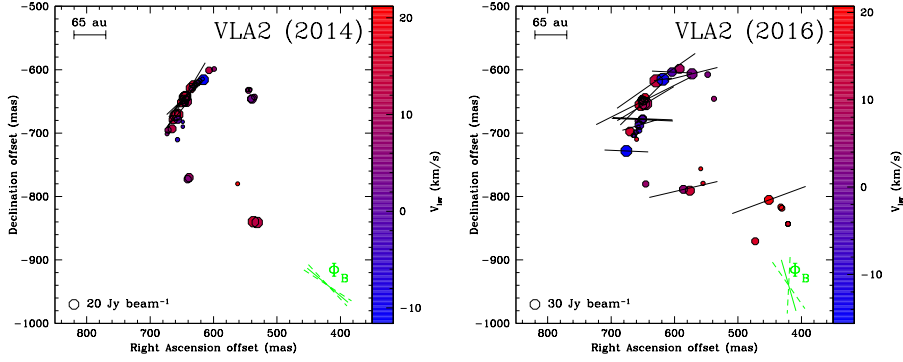 65 au
VLA2 (2014)
-500
-600
-700
-800
-900
-1000
Declination offset (mas)
800
700
600
500
400
Right Ascension offset (mas)
20 Jy beam⁻¹
Φ_B
20
10
0
-10
V_lsr (km/s)
65 au
VLA2 (2016)
-500
-600
-700
-800
-900
-1000
Declination offset (mas)
800
700
600
500
400
Right Ascension offset (mas)
30 Jy beam⁻¹
Φ_B
20
10
0
-10
V_lsr (km/s)